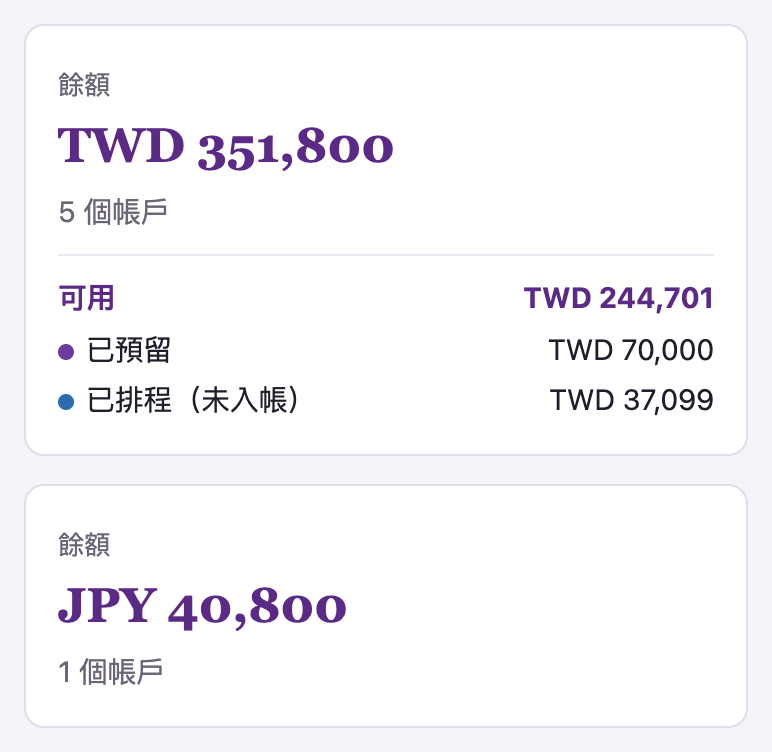 餘額
TWD 351,800
5 個帳戶
可用 TWD 244,701
已預留 TWD 70,000
已排程（未入帳） TWD 37,099
餘額
JPY 40,800
1 個帳戶